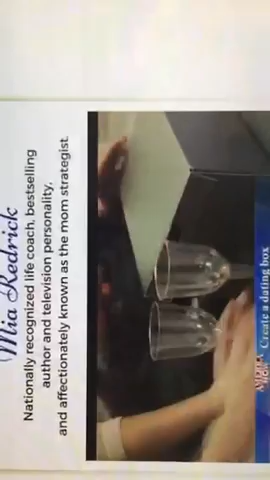 Mia Redrick
Nationally recognized life coach, bestselling
author and television personality,
and affectionately known as the mom strategist.
Create a dating box